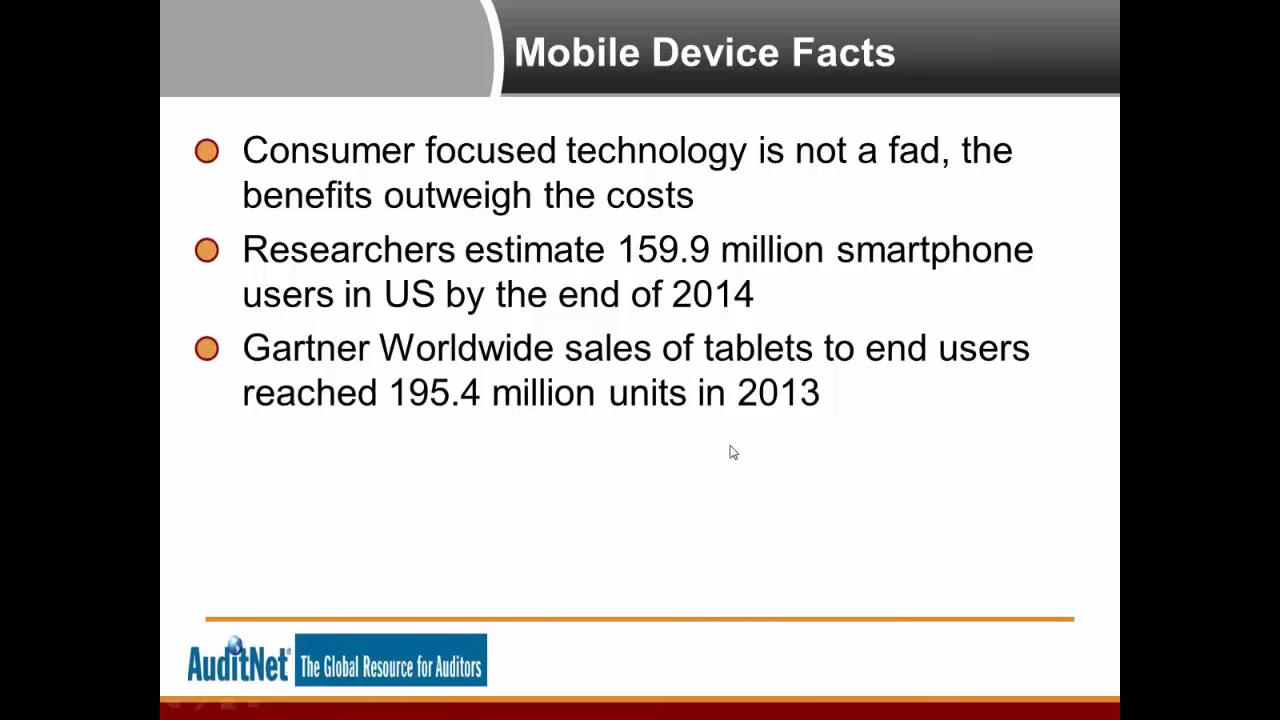 Mobile Device Facts
Consumer focused technology is not a fad, the
benefits outweigh the costs
Researchers estimate 159.9 million smartphone
users in US by the end of 2014
Gartner Worldwide sales of tablets to end users
reached 195.4 million units in 2013
AuditNet® The Global Resource for Auditors